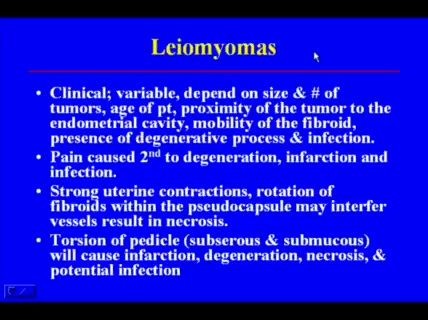 Leiomyomas
• Clinical; variable, depend on size & # of
tumors, age of pt, proximity of the tumor to the
endometrial cavity, mobility of the fibroid,
presence of degenerative process & infection.
• Pain caused 2nd to degeneration, infarction and
infection.
• Strong uterine contractions, rotation of
fibroids within the pseudocapsule may interfer
vessels result in necrosis.
• Torsion of pedicle (subserous & submucous)
will cause infarction, degeneration, necrosis, &
potential infection